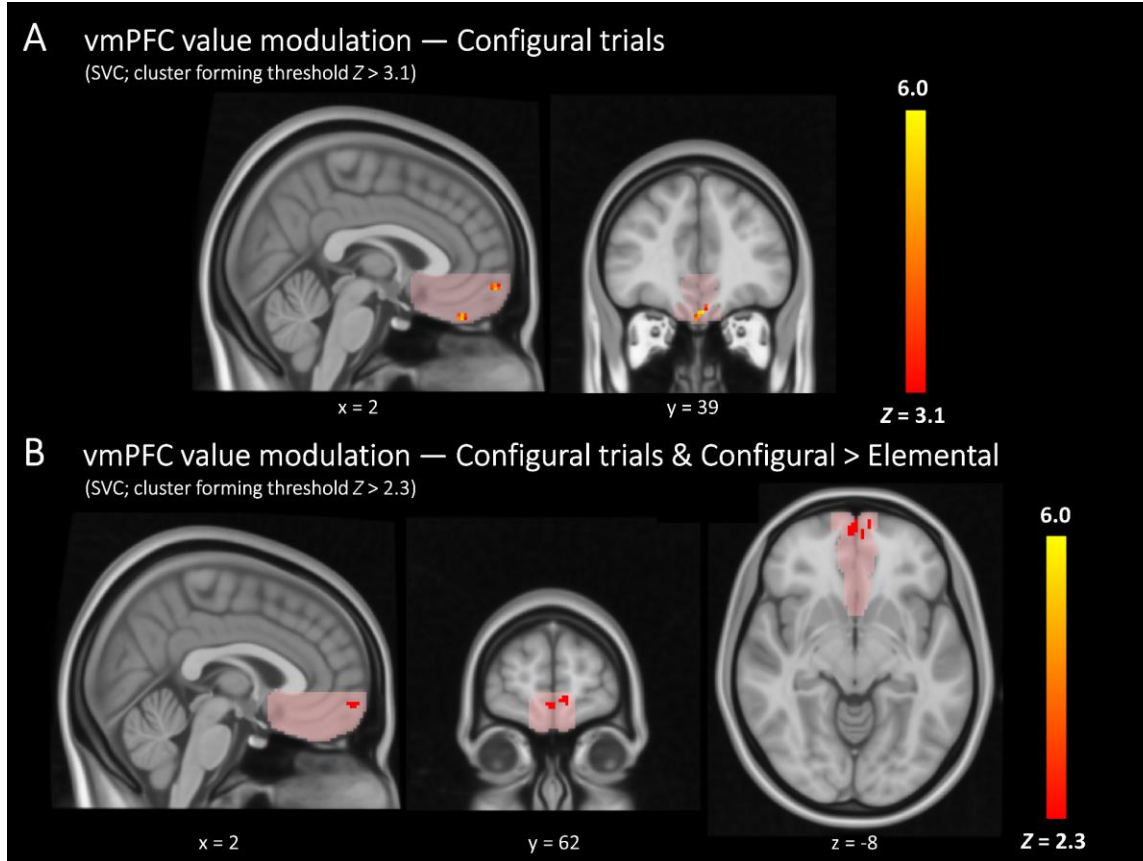 A vmPFC value modulation — Configural trials
(SVC; cluster forming threshold Z > 3.1)
6.0
x = 2
y = 39
Z = 3.1
B vmPFC value modulation — Configural trials & Configural > Elemental
(SVC; cluster forming threshold Z > 2.3)
6.0
x = 2
y = 62
z = -8
Z = 2.3